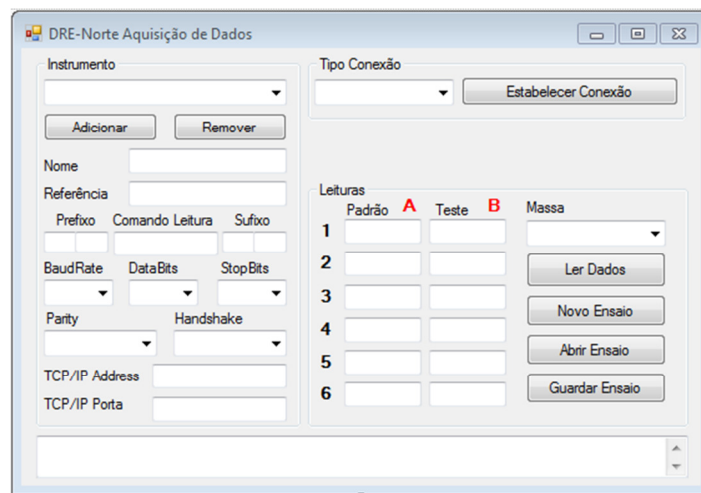 DRE-Norte Aquisição de Dados
Instrumento
Adicionar Remover
Nome
Referência
Prefixo Comando Leitura Sufixo
BaudRate DataBits StopBits
Parity Handshake
TCP/IP Address
TCP/IP Porta
Tipo Conexão
Estabelecer Conexão
Leituras
Padrão A Teste B Massa
1
2 Ler Dados
3 Novo Ensaio
4
5 Abrir Ensaio
6 Guardar Ensaio